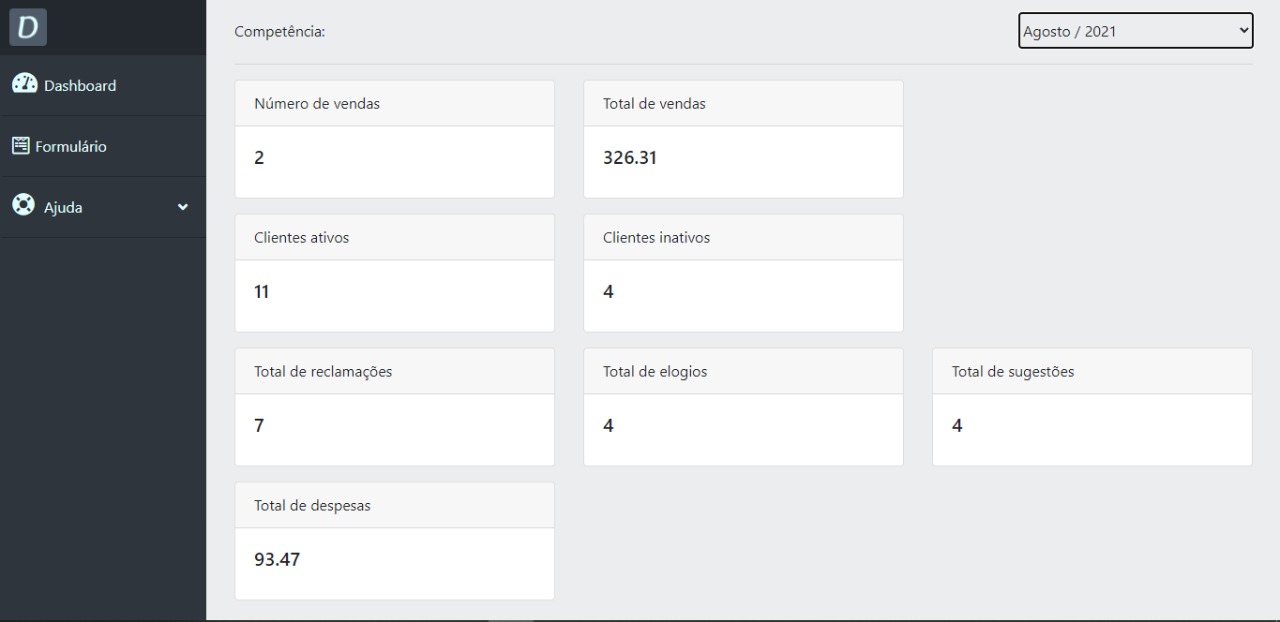 D
Dashboard
Formulário
Ajuda
Competência:
Agosto / 2021
Número de vendas
2
Total de vendas
326.31
Clientes ativos
11
Clientes inativos
4
Total de reclamações
7
Total de elogios
4
Total de sugestões
4
Total de despesas
93.47